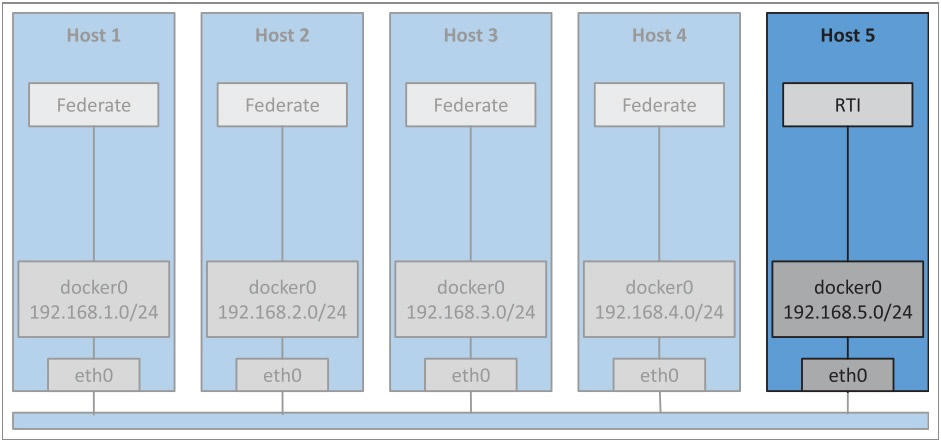 Host 1
Federate
docker0
192.168.1.0/24
eth0
Host 2
Federate
docker0
192.168.2.0/24
eth0
Host 3
Federate
docker0
192.168.3.0/24
eth0
Host 4
Federate
docker0
192.168.4.0/24
eth0
Host 5
RTI
docker0
192.168.5.0/24
eth0